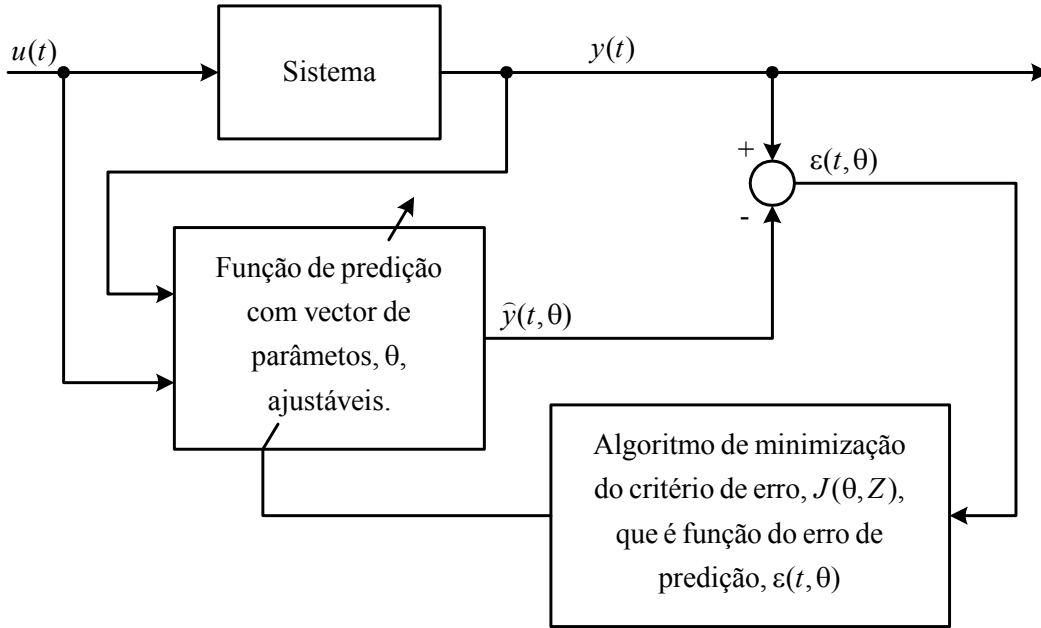 u(t)
Sistema
y(t)
+
ε(t,θ)
-
Função de predição
com vector de
parâmetos, θ,
ajustáveis.
ŷ(t,θ)
Algoritmo de minimização
do critério de erro, J(θ,Z),
que é função do erro de
predição, ε(t,θ)